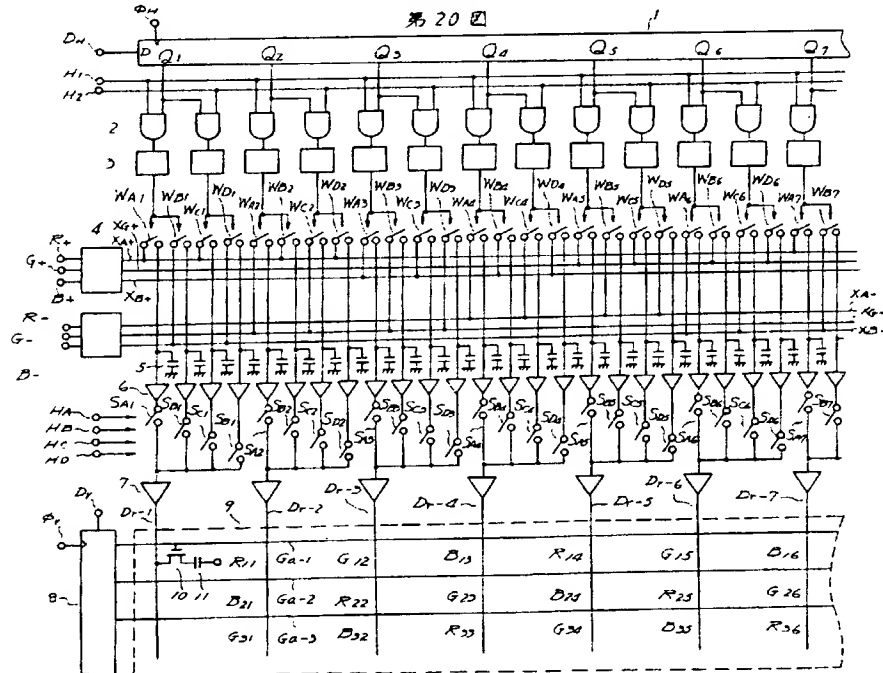 第20図
ΦH
1
DH
D
Q1 Q2 Q3 Q4 Q5 Q6 Q7
H1
H2
2
3
WA1 WB1 WC1 WD1 WA2 WB2 WC2 WD2 WA3 WB3 WC3 WD3 WA4 WB4 WC4 WD4 WA5 WB5 WC5 WD5 WA6 WB6 WC6 WD6 WA7 WB7
4
XG+
XA+
R+
G+
B+
XB+
XA-
XG-
R-
G-
XB-
B-
5
6
SA1 SB1 SC1 SB2 SC2 SD2 SA3 SC3 SD3 SA4 SB4 SC4 SD4 SA5 SC5 SD5 SA6 SB6 SC6 SD6 SA7 SB7
HA
HB
HC
HD
SA2
7
Dr-1 Dr-2 Dr-3 Dr-4 Dr-5 Dr-6 Dr-7
DY
9
ΦY
8
10 11
R11 Ga-1 G12 B13 R14 G15 B16
B21 Ga-2 R22 G23 B24 R25 G26
G31 Ga-3 B32 R33 G34 B35 R36